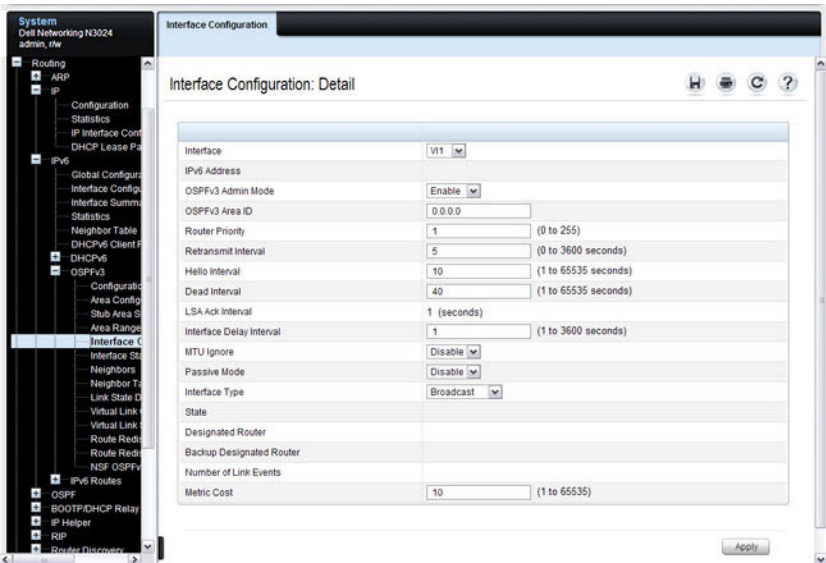 System
Dell Networking N3024
admin, r/w
Interface Configuration
Routing
ARP
IP
Configuration
Statistics
IP Interface Conf
DHCP Lease Pa
IPv6
Global Configura
Interface Configu
Interface Summa
Statistics
Neighbor Table
DHCPv6 Client P
DHCPv6
OSPFv3
Configuratio
Area Config
Stub Area S
Area Range
Interface C
Interface Sta
Neighbors
Neighbor Ta
Link State D
Virtual Link
Virtual Link
Route Redis
Route Redis
NSF OSPFv
IPv6 Routes
OSPF
BOOTP/DHCP Relay
IP Helper
RIP
Router Discovery
Interface Configuration: Detail
Interface Vl1
IPv6 Address
OSPFv3 Admin Mode Enable
OSPFv3 Area ID 0.0.0.0
Router Priority 1 (0 to 255)
Retransmit Interval 5 (0 to 3600 seconds)
Hello Interval 10 (1 to 65535 seconds)
Dead Interval 40 (1 to 65535 seconds)
LSA Ack Interval 1 (seconds)
Interface Delay Interval 1 (1 to 3600 seconds)
MTU Ignore Disable
Passive Mode Disable
Interface Type Broadcast
State
Designated Router
Backup Designated Router
Number of Link Events
Metric Cost 10 (1 to 65535)
Apply